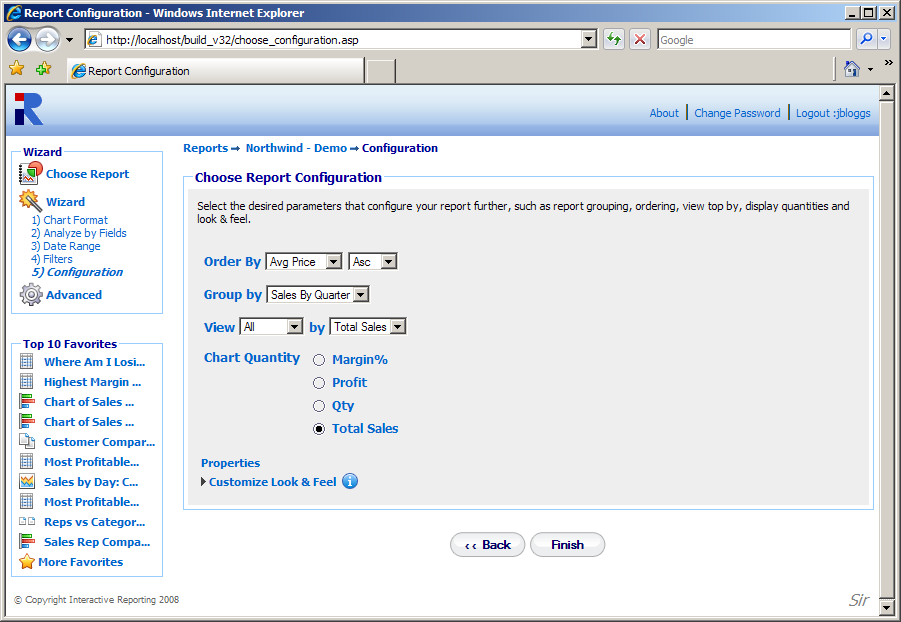 Report Configuration - Windows Internet Explorer
http://localhost/build_v32/choose_configuration.asp
Google
Report Configuration
R
About
Change Password
Logout :jbloggs
Wizard
Choose Report
Wizard
1) Chart Format
2) Analyze by Fields
3) Date Range
4) Filters
5) Configuration
Advanced
Top 10 Favorites
Where Am I Losi...
Highest Margin ...
Chart of Sales ...
Chart of Sales ...
Customer Compar...
Most Profitable...
Sales by Day: C...
Most Profitable...
Reps vs Categor...
Sales Rep Compa...
More Favorites
Reports → Northwind - Demo → Configuration
Choose Report Configuration
Select the desired parameters that configure your report further, such as report grouping, ordering, view top by, display quantities and
look & feel.
Order By Avg Price Asc
Group by Sales By Quarter
View All by Total Sales
Chart Quantity
Margin%
Profit
Qty
Total Sales
Properties
Customize Look & Feel
‹‹ Back
Finish
© Copyright Interactive Reporting 2008
Sir